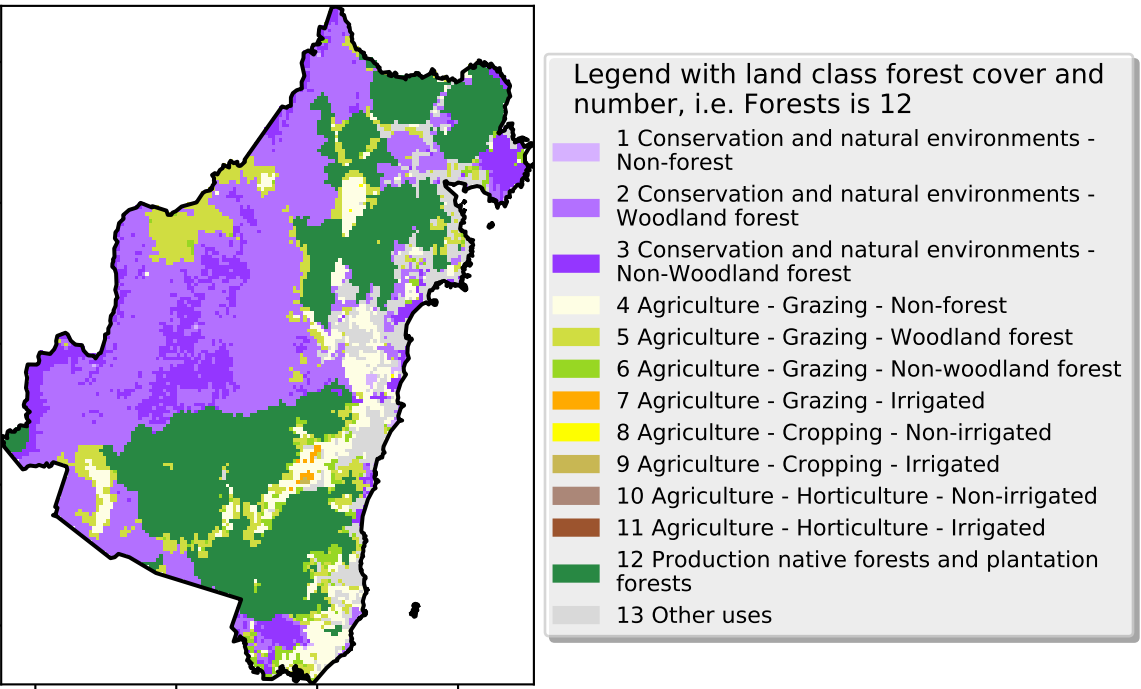 Legend with land class forest cover and
number, i.e. Forests is 12
1 Conservation and natural environments -
Non-forest
2 Conservation and natural environments -
Woodland forest
3 Conservation and natural environments -
Non-Woodland forest
4 Agriculture - Grazing - Non-forest
5 Agriculture - Grazing - Woodland forest
6 Agriculture - Grazing - Non-woodland forest
7 Agriculture - Grazing - Irrigated
8 Agriculture - Cropping - Non-irrigated
9 Agriculture - Cropping - Irrigated
10 Agriculture - Horticulture - Non-irrigated
11 Agriculture - Horticulture - Irrigated
12 Production native forests and plantation
forests
13 Other uses